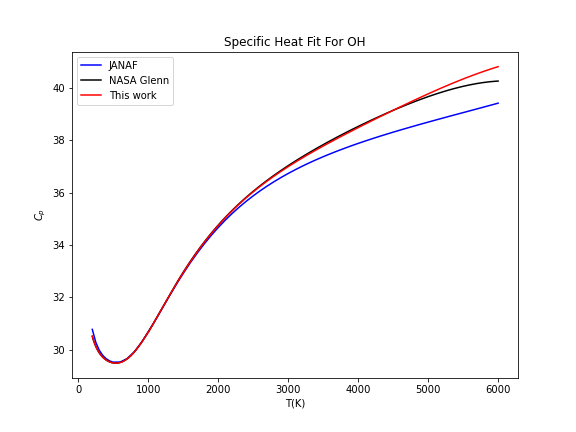 Specific Heat Fit For OH
JANAF
NASA Glenn
This work
40
38
36
34
32
30
C_p
0 1000 2000 3000 4000 5000 6000
T(K)